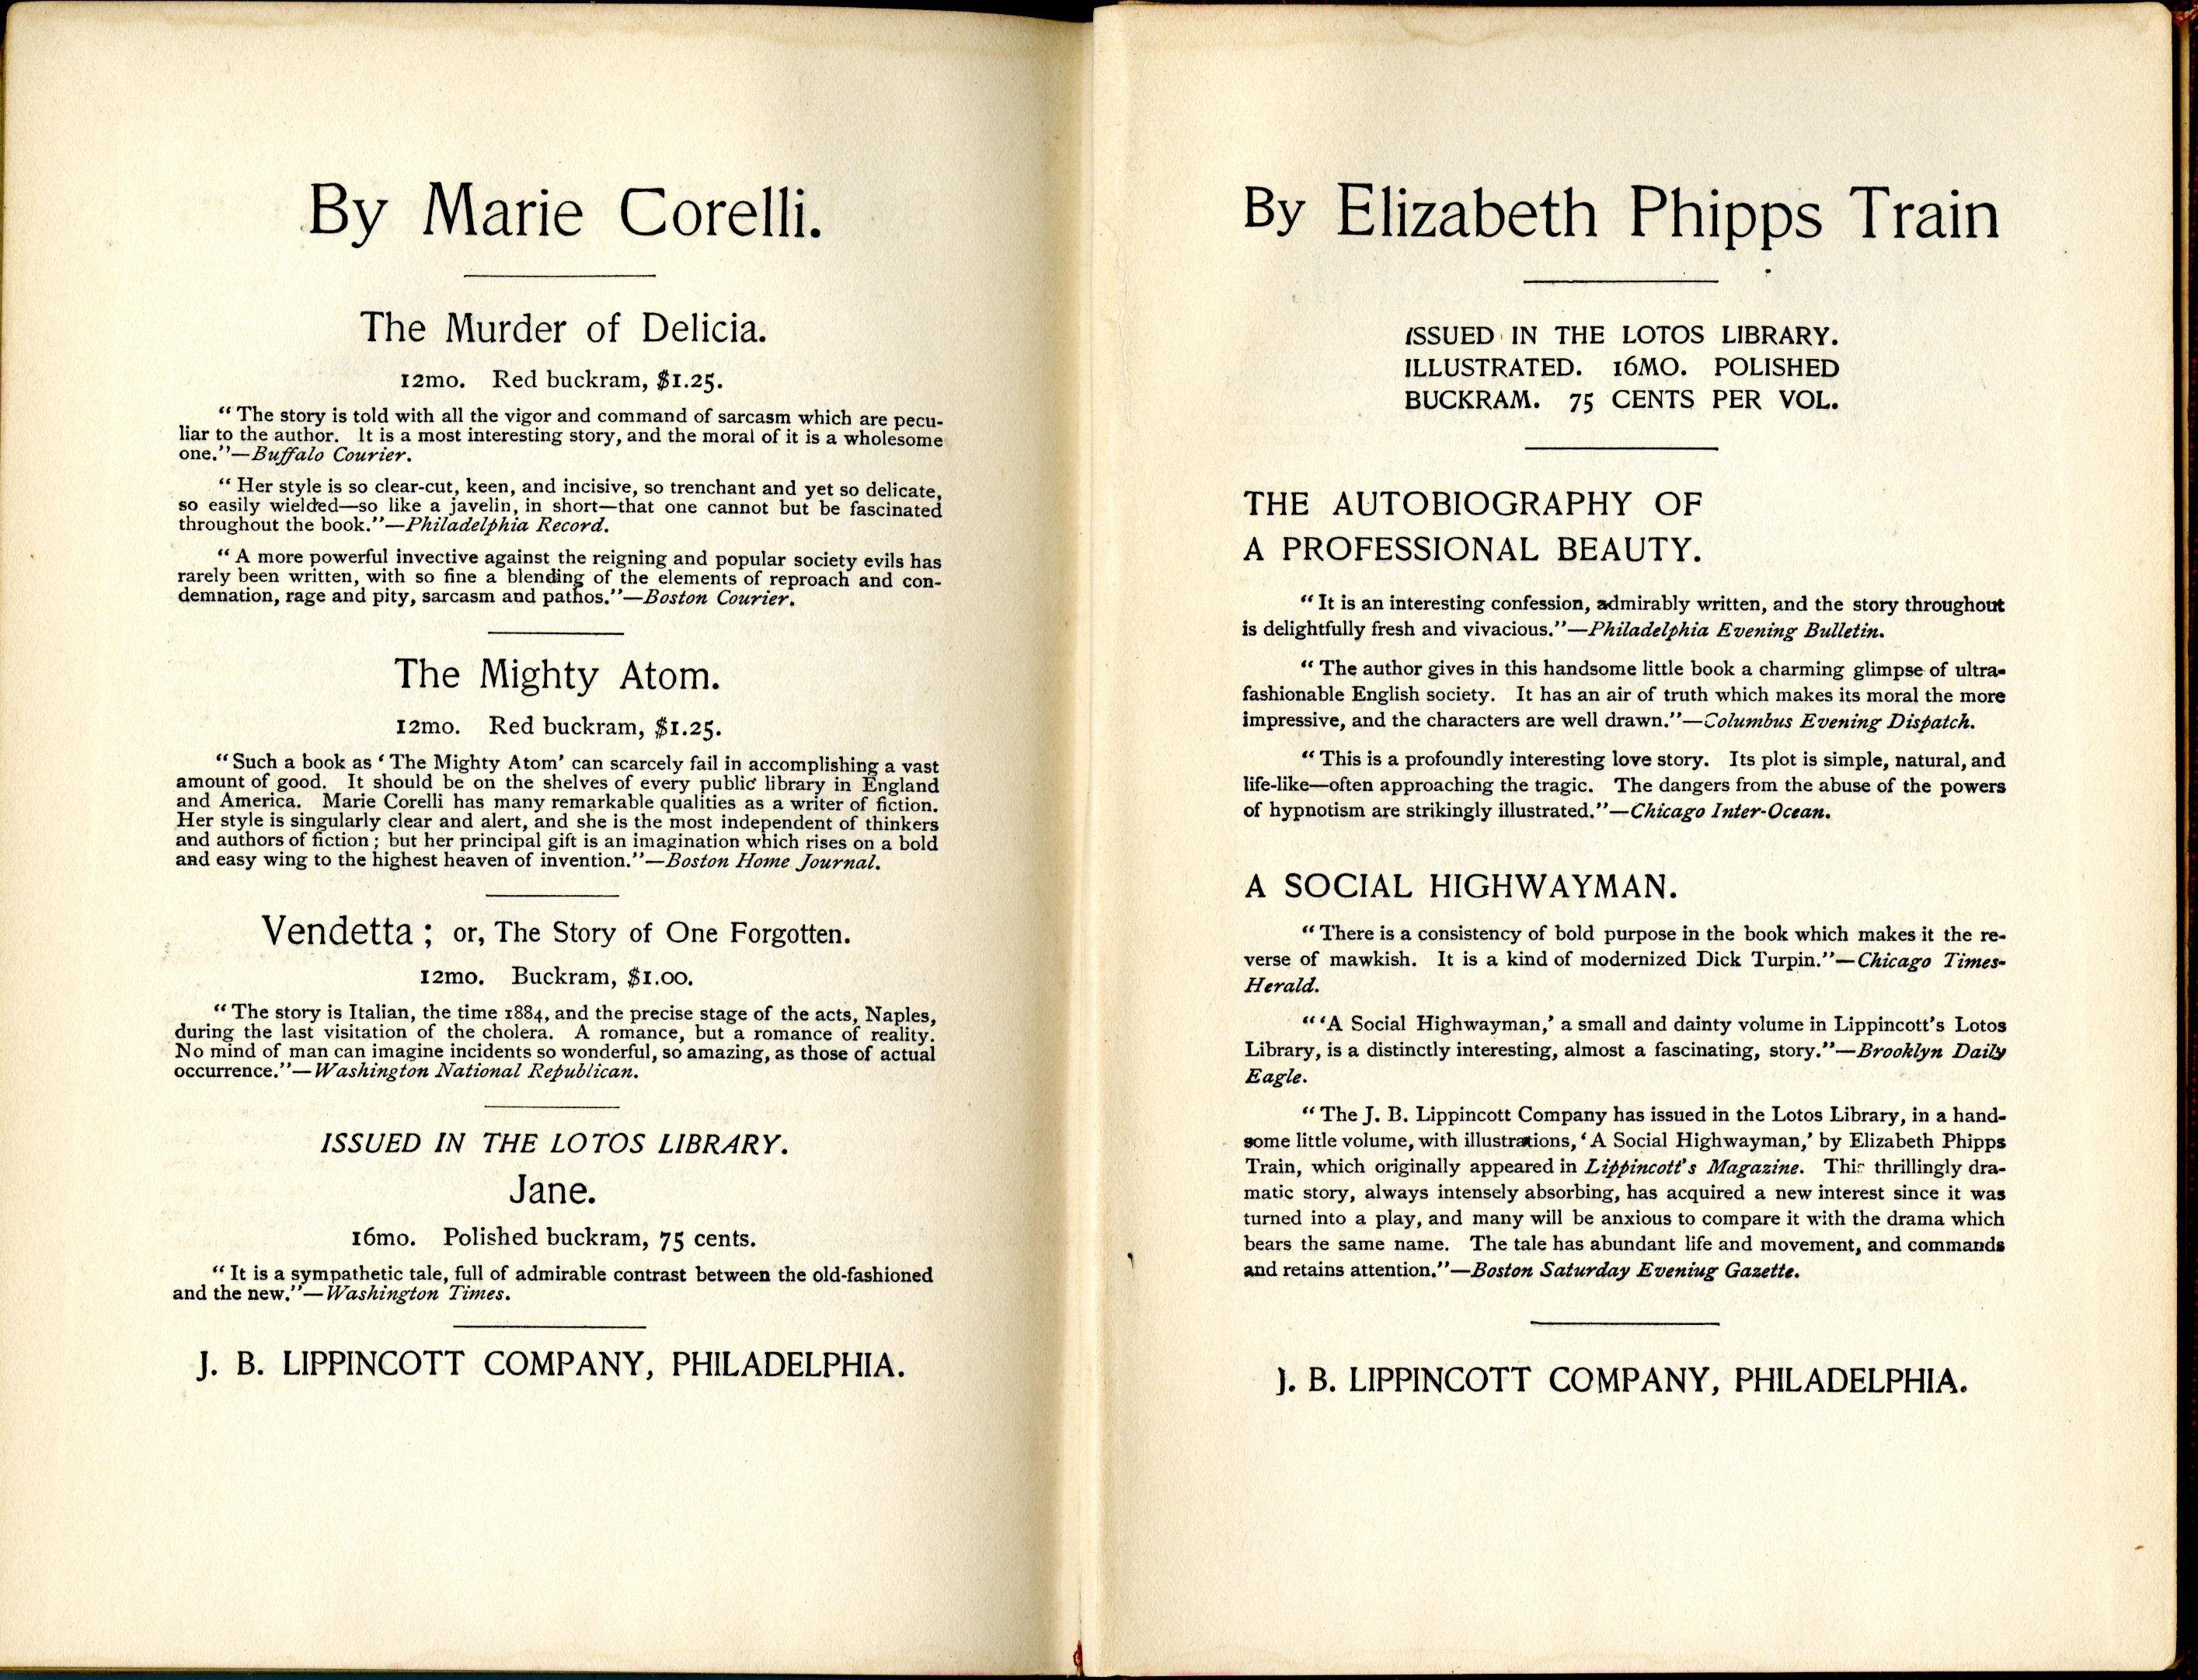 By Marie Corelli.
The Murder of Delicia.
12mo. Red buckram, $1.25.
“The story is told with all the vigor and command of sarcasm which are pecu-
liar to the author. It is a most interesting story, and the moral of it is a wholesome
one.”—Buffalo Courier.
“Her style is so clear-cut, keen, and incisive, so trenchant and yet so delicate,
so easily wielded—so like a javelin, in short—that one cannot but be fascinated
throughout the book.”—Philadelphia Record.
“A more powerful invective against the reigning and popular society evils has
rarely been written, with so fine a blending of the elements of reproach and con-
demnation, rage and pity, sarcasm and pathos.”—Boston Courier.
The Mighty Atom.
12mo. Red buckram, $1.25.
“Such a book as ‘The Mighty Atom’ can scarcely fail in accomplishing a vast
amount of good. It should be on the shelves of every public library in England
and America. Marie Corelli has many remarkable qualities as a writer of fiction.
Her style is singularly clear and alert, and she is the most independent of thinkers
and authors of fiction; but her principal gift is an imagination which rises on a bold
and easy wing to the highest heaven of invention.”—Boston Home Journal.
Vendetta; or, The Story of One Forgotten.
12mo. Buckram, $1.00.
“The story is Italian, the time 1884, and the precise stage of the acts, Naples,
during the last visitation of the cholera. A romance, but a romance of reality.
No mind of man can imagine incidents so wonderful, so amazing, as those of actual
occurrence.”—Washington National Republican.
ISSUED IN THE LOTOS LIBRARY.
Jane.
16mo. Polished buckram, 75 cents.
“It is a sympathetic tale, full of admirable contrast between the old-fashioned
and the new.”—Washington Times.
J. B. LIPPINCOTT COMPANY, PHILADELPHIA.
By Elizabeth Phipps Train
ISSUED IN THE LOTOS LIBRARY.
ILLUSTRATED. 16MO. POLISHED
BUCKRAM. 75 CENTS PER VOL.
THE AUTOBIOGRAPHY OF
A PROFESSIONAL BEAUTY.
“It is an interesting confession, admirably written, and the story throughout
is delightfully fresh and vivacious.”—Philadelphia Evening Bulletin.
“The author gives in this handsome little book a charming glimpse of ultra-
fashionable English society. It has an air of truth which makes its moral the more
impressive, and the characters are well drawn.”—Columbus Evening Dispatch.
“This is a profoundly interesting love story. Its plot is simple, natural, and
life-like—often approaching the tragic. The dangers from the abuse of the powers
of hypnotism are strikingly illustrated.”—Chicago Inter-Ocean.
A SOCIAL HIGHWAYMAN.
“There is a consistency of bold purpose in the book which makes it the re-
verse of mawkish. It is a kind of modernized Dick Turpin.”—Chicago Times-
Herald.
“‘A Social Highwayman,’ a small and dainty volume in Lippincott’s Lotos
Library, is a distinctly interesting, almost a fascinating, story.”—Brooklyn Daily
Eagle.
“The J. B. Lippincott Company has issued in the Lotos Library, in a hand-
some little volume, with illustrations, ‘A Social Highwayman,’ by Elizabeth Phipps
Train, which originally appeared in Lippincott’s Magazine. This thrillingly dra-
matic story, always intensely absorbing, has acquired a new interest since it was
turned into a play, and many will be anxious to compare it with the drama which
bears the same name. The tale has abundant life and movement, and commands
and retains attention.”—Boston Saturday Eveniug Gazette.
J. B. LIPPINCOTT COMPANY, PHILADELPHIA.